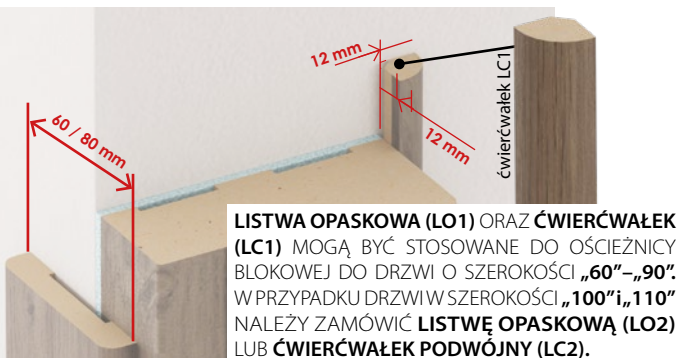 12 mm
60 / 80 mm
12 mm
ćwierćwałek LC1
LISTWA OPASKOWA (LO1) ORAZ ĆWIERĆWAŁEK
(LC1) MOGĄ BYĆ STOSOWANE DO OŚCIEŻNICY
BLOKOWEJ DO DRZWI O SZEROKOŚCI „60”–„90”.
W PRZYPADKU DRZWI W SZEROKOŚCI „100” i „110”
NALEŻY ZAMÓWIĆ LISTWĘ OPASKOWĄ (LO2)
LUB ĆWIERĆWAŁEK PODWÓJNY (LC2).